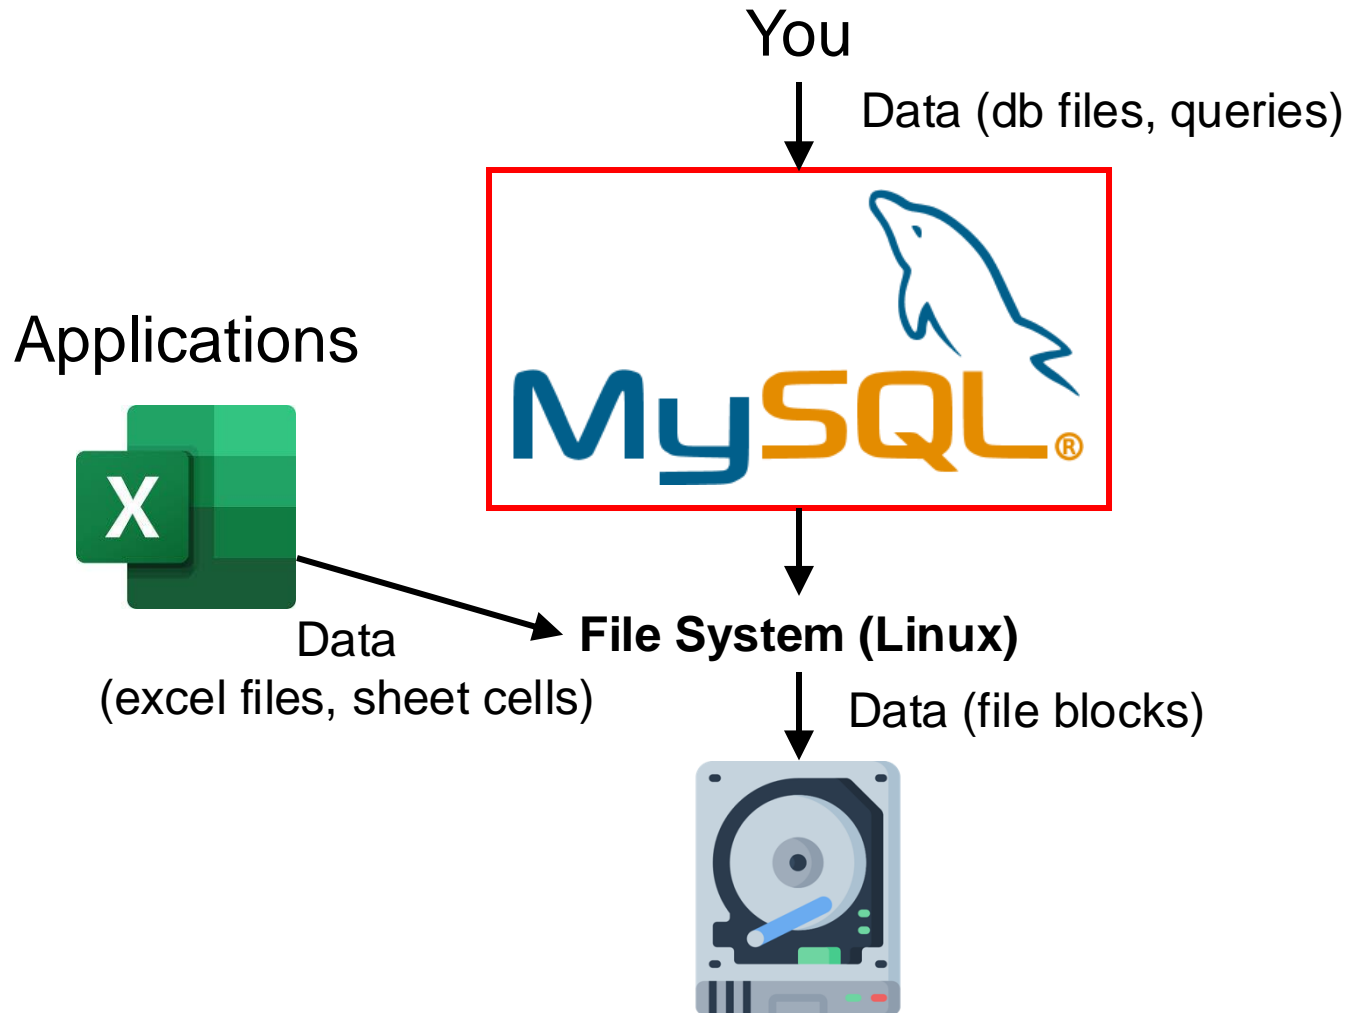 You
Data (db files, queries)
MySQL®
Applications
X
Data
(excel files, sheet cells)
File System (Linux)
Data (file blocks)